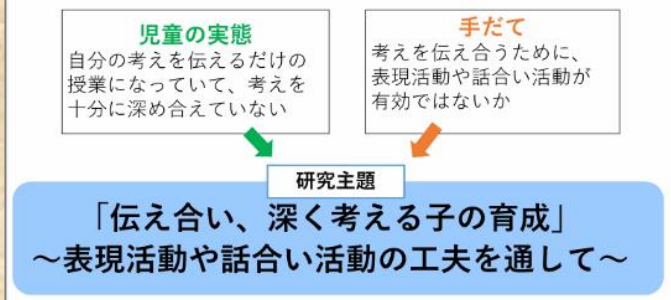 児童の実態
自分の考えを伝えるだけの
授業になっていて、考えを
十分に深め合えていない
手だて
考えを伝え合うために、
表現活動や話合い活動が
有効ではないか
研究主題
「伝え合い、深く考える子の育成」
～表現活動や話合い活動の工夫を通して～